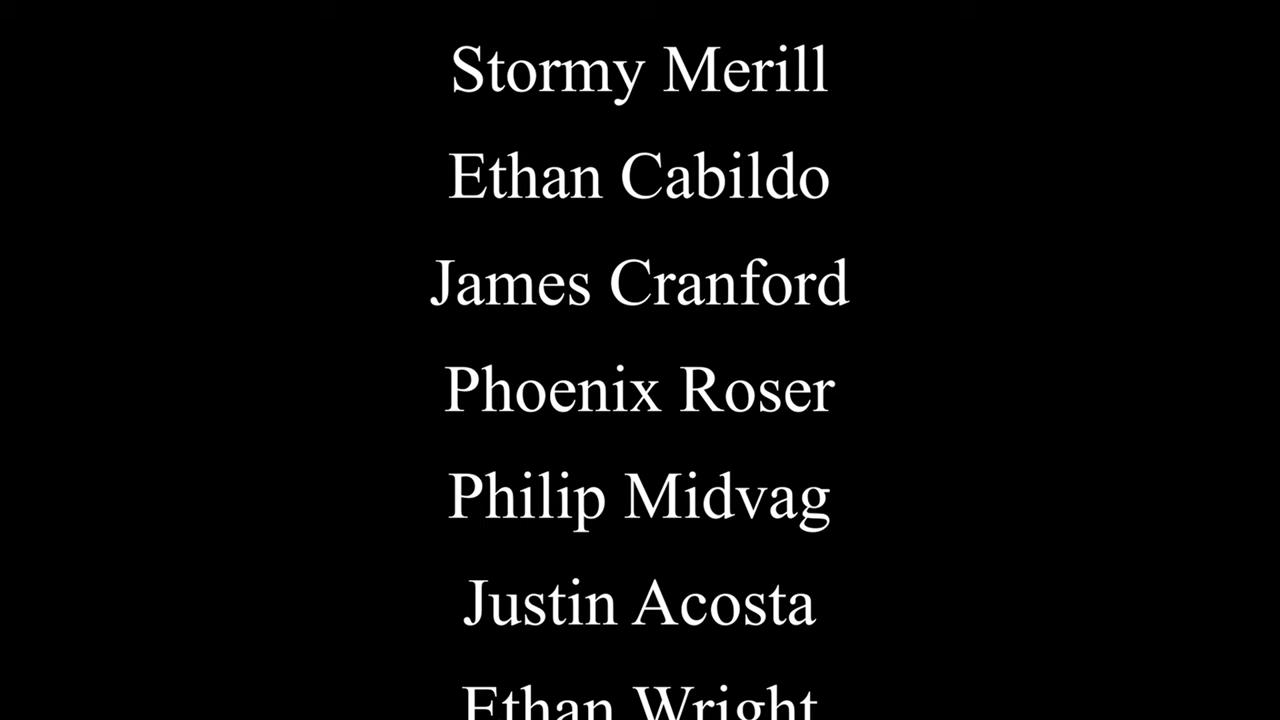 Stormy Merill
Ethan Cabildo
James Cranford
Phoenix Roser
Philip Midvag
Justin Acosta
Ethan Wright